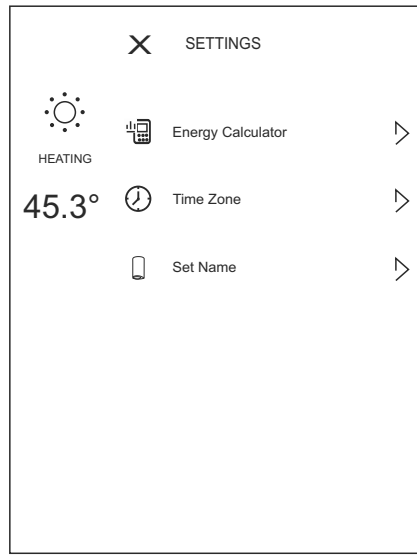 SETTINGS
HEATING
45.3°
Energy Calculator
Time Zone
Set Name